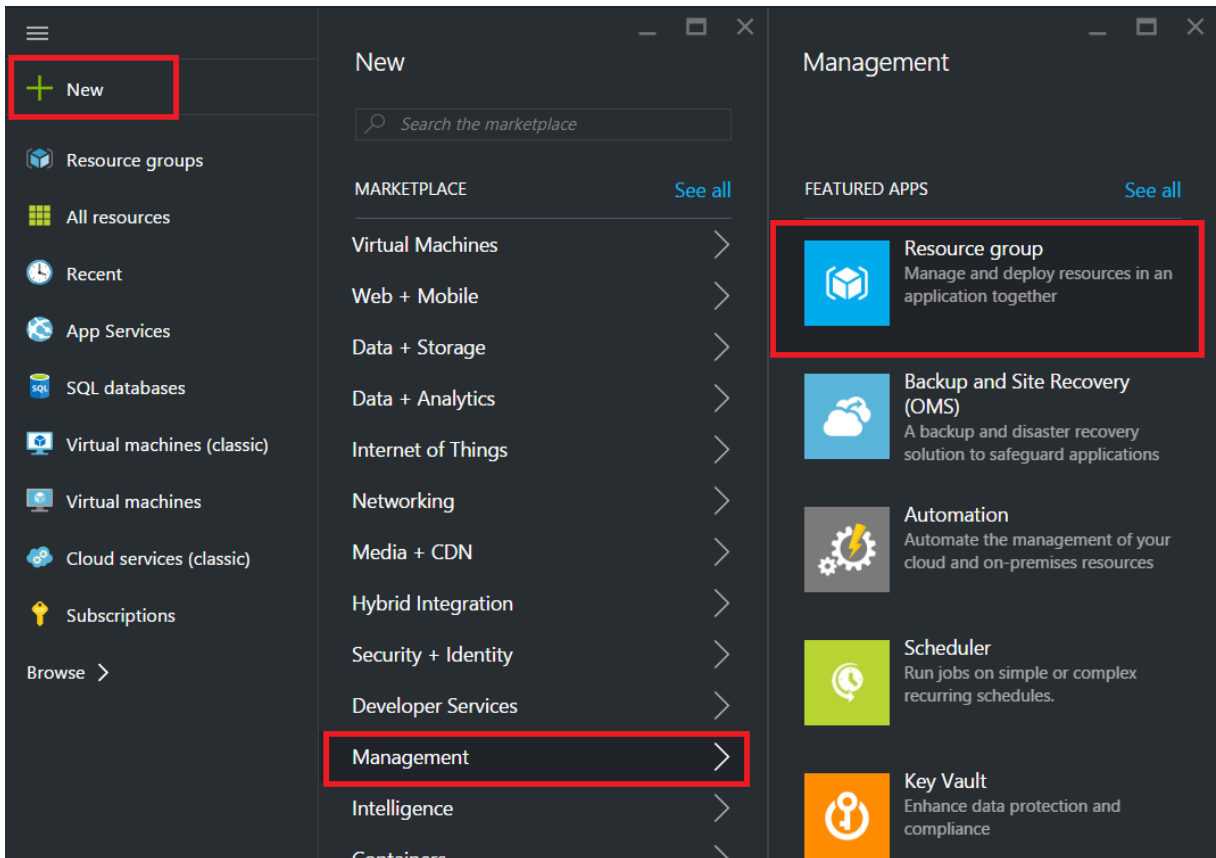 New
Resource groups
All resources
Recent
App Services
SQL
SQL databases
Virtual machines (classic)
Virtual machines
Cloud services (classic)
Subscriptions
Browse
New
Search the marketplace
MARKETPLACE
See all
Virtual Machines
Web + Mobile
Data + Storage
Data + Analytics
Internet of Things
Networking
Media + CDN
Hybrid Integration
Security + Identity
Developer Services
Management
Intelligence
Containers
Management
FEATURED APPS
See all
Resource group
Manage and deploy resources in an
application together
Backup and Site Recovery
(OMS)
A backup and disaster recovery
solution to safeguard applications
Automation
Automate the management of your
cloud and on-premises resources
Scheduler
Run jobs on simple or complex
recurring schedules.
Key Vault
Enhance data protection and
compliance